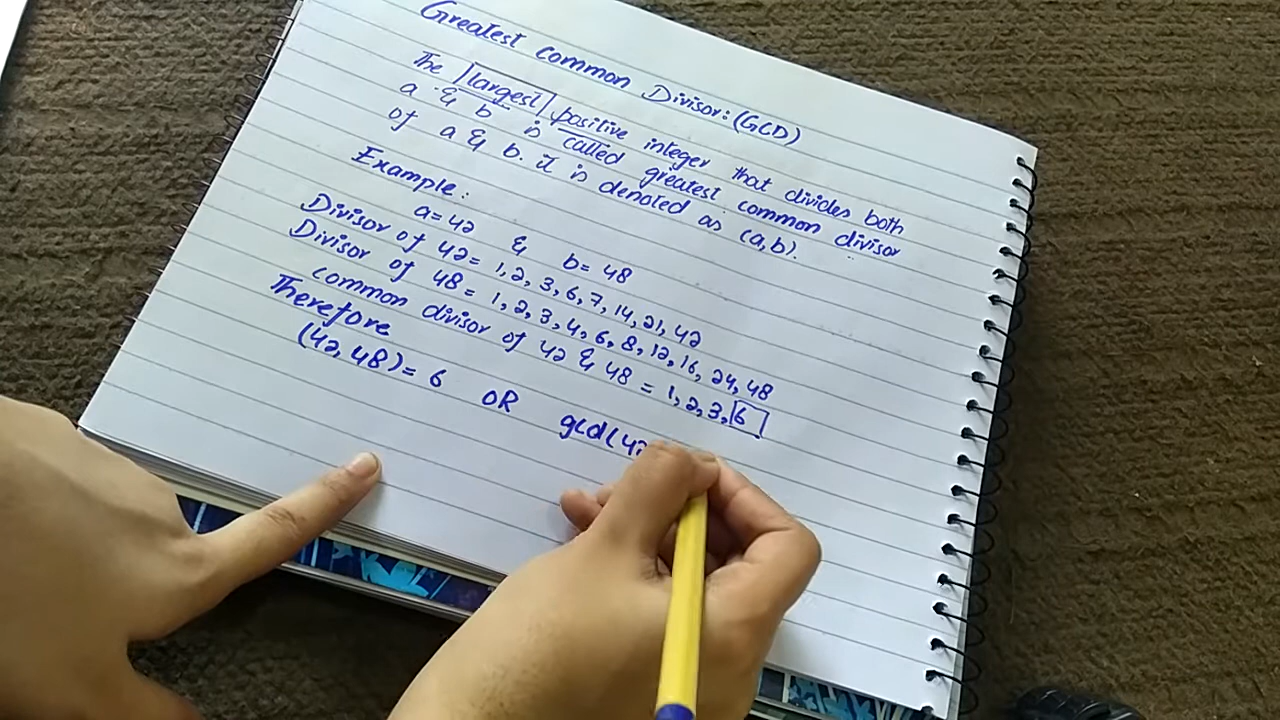 Greatest Common Divisor:(GCD)
The largest positive integer that divides both
a & b is called greatest common divisor
of a & b. it is denoted as (a,b).
Example:
a=42 & b= 48
Divisor of 42= 1,2,3,6,7,14,21,42
Divisor of 48= 1,2,3,4,6,8,12,16,24,48
common divisor of 42 & 48 = 1,2,3,6
Therefore
(42,48)= 6 OR gcd(42